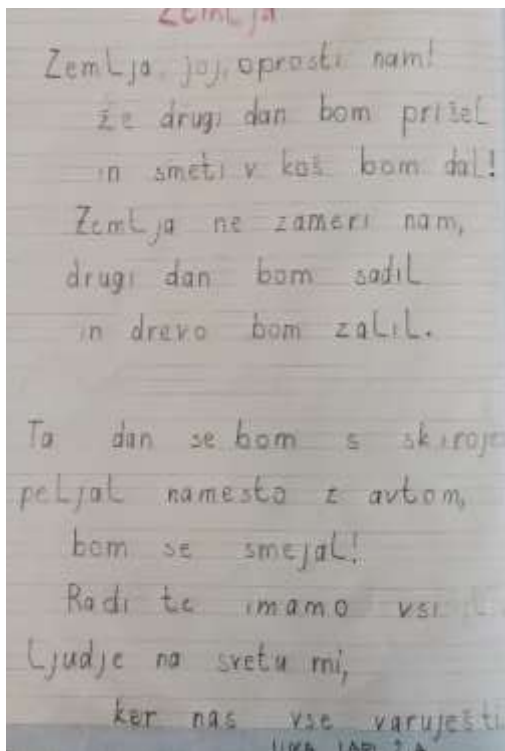 Zemlja
Zemlja, joj, oprosti nam!
že drugi dan bom prišel
in smeti v koš bom dal!
Zemlja ne zameri nam,
drugi dan bom sadil
in drevo bom zalil.
Ta dan se bom s skiroje
peljal namesto z avtom,
bom se smejal!
Radi te imamo vsi
ljudje na svetu mi,
ker nas vse varuješ ti